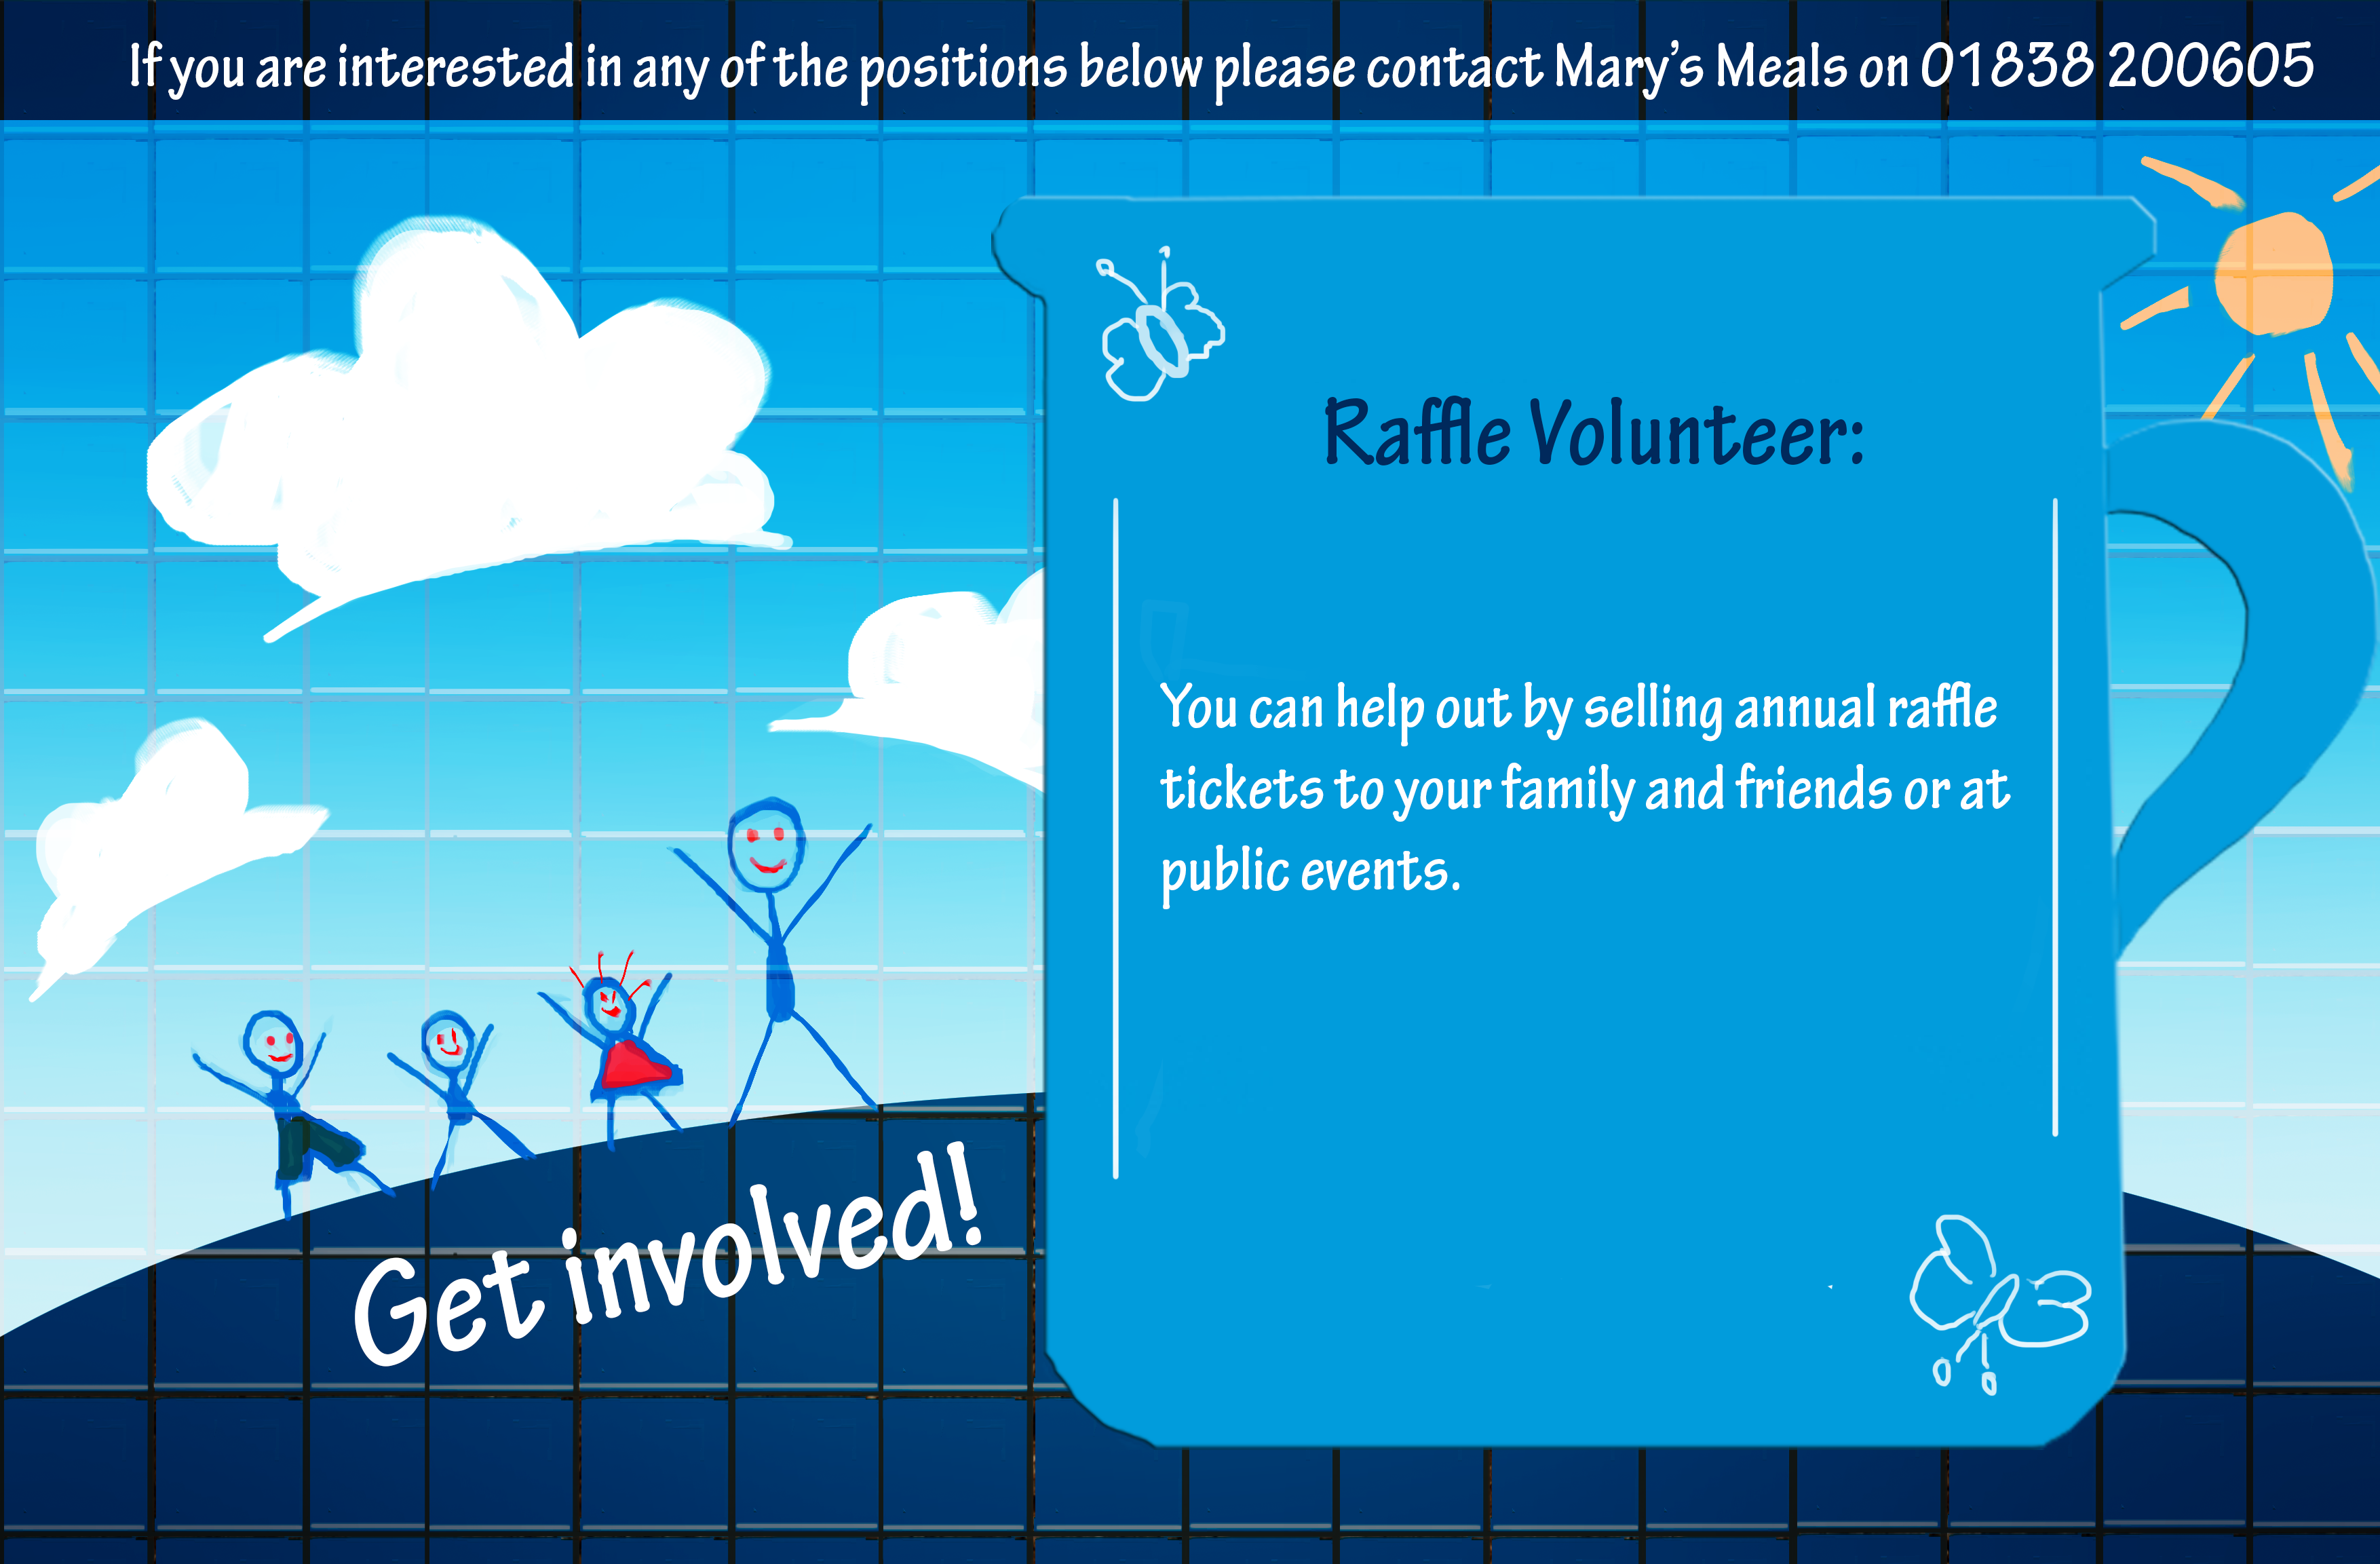 If you are interested in any of the positions below please contact Mary's Meals on 01838 200605
Raffle Volunteer:
You can help out by selling annual raffle
tickets to your family and friends or at
public events.
Get involved!